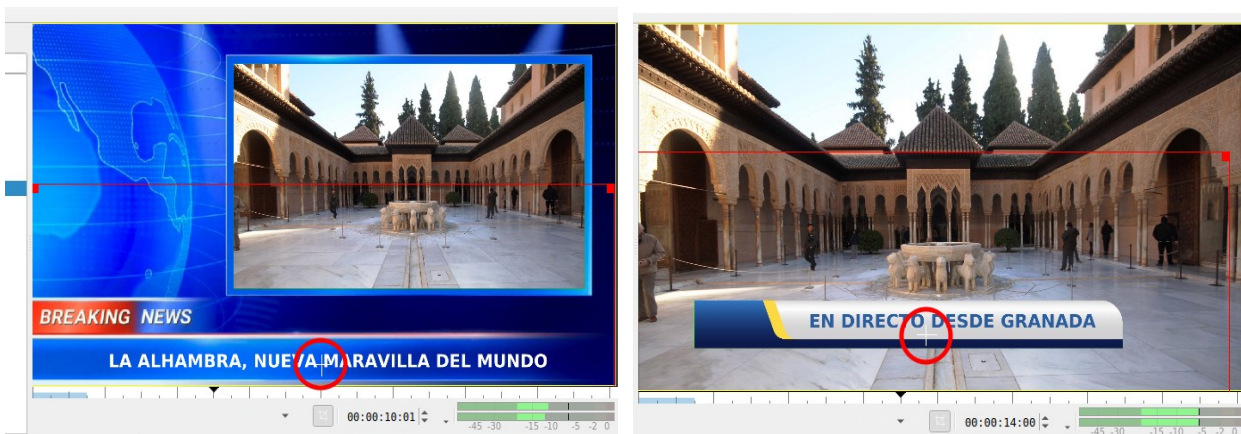 BREAKING NEWS
LA ALHAMBRA, NUEVA MARAVILLA DEL MUNDO
00:00:10:01
-45 -30 -15 -10 -5 -2 0
EN DIRECTO DESDE GRANADA
00:00:14:00
-45 -30 -15 -10 -5 -2 0